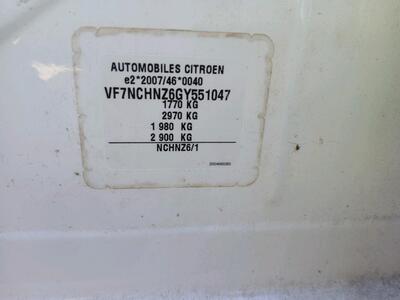 AUTOMOBILES CITROEN
e2*2007/46*0040
VF7NCHNZ6GY551047
1770 KG
2970 KG
1 980 KG
2 900 KG
NCHNZ6/1